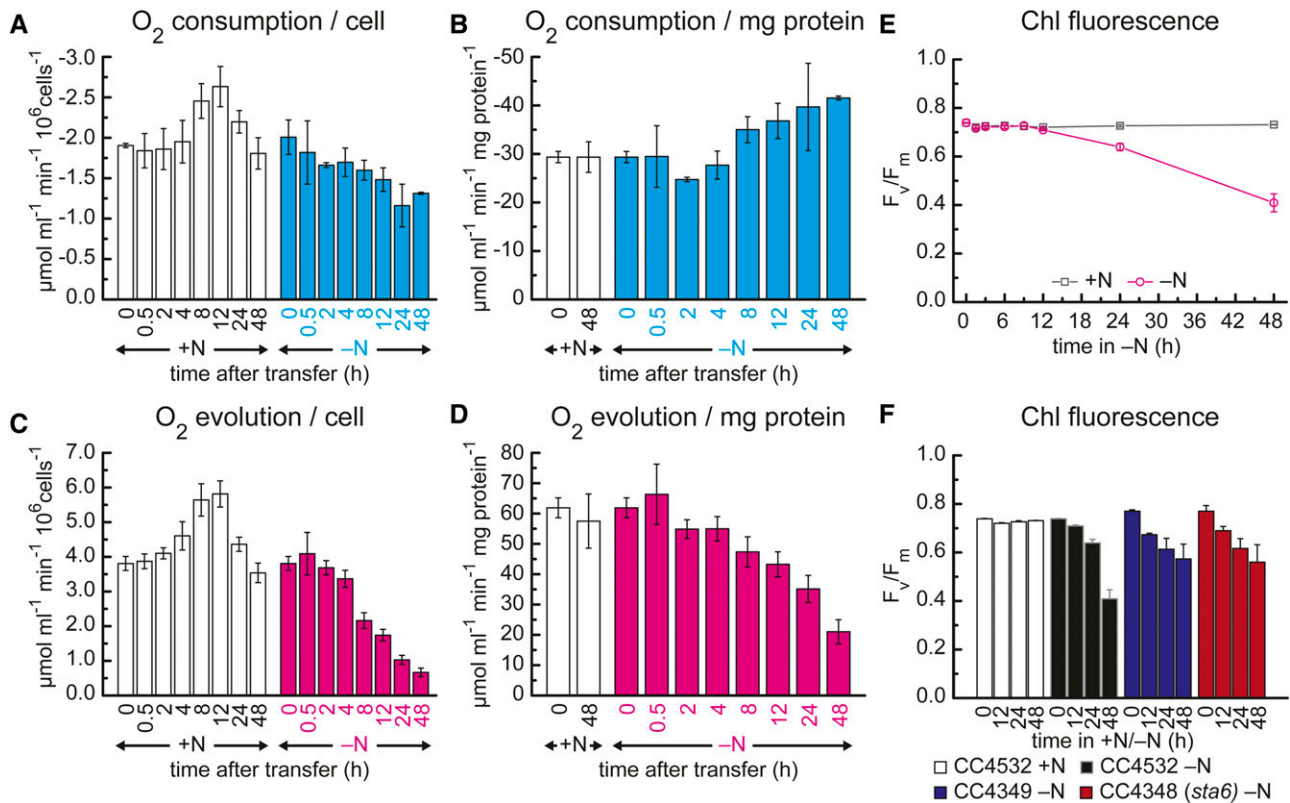 A
O2 consumption / cell
µmol ml-1 min-1 10^6cells-1
-3.0
-2.5
-2.0
-1.5
-1.0
-0.5
0.0
0 0.5 2 4 8 12 24 48 0 0.5 2 4 8 12 24 48
+N –N
time after transfer (h)
B
O2 consumption / mg protein
µmol ml-1 min-1 mg protein-1
-50
-40
-30
-20
-10
0
0 48 0 0.5 2 4 8 12 24 48
+N –N
time after transfer (h)
E
Chl fluorescence
Fv/Fm
1.0
0.8
0.6
0.4
0.2
0.0
+N –N
0 6 12 18 24 30 36 42 48
time in –N (h)
C
O2 evolution / cell
µmol ml-1 min-1 10^6cells-1
7.0
6.0
5.0
4.0
3.0
2.0
1.0
0.0
0 0.5 2 4 8 12 24 48 0 0.5 2 4 8 12 24 48
+N –N
time after transfer (h)
D
O2 evolution / mg protein
µmol ml-1 min-1 mg protein-1
80
70
60
50
40
30
20
10
0
0 48 0 0.5 2 4 8 12 24 48
+N –N
time after transfer (h)
F
Chl fluorescence
Fv/Fm
1.0
0.8
0.6
0.4
0.2
0.0
0 12 24 48 0 12 24 48 0 12 24 48 0 12 24 48
time in +N/–N (h)
CC4532 +N CC4532 –N
CC4349 –N CC4348 (sta6) –N